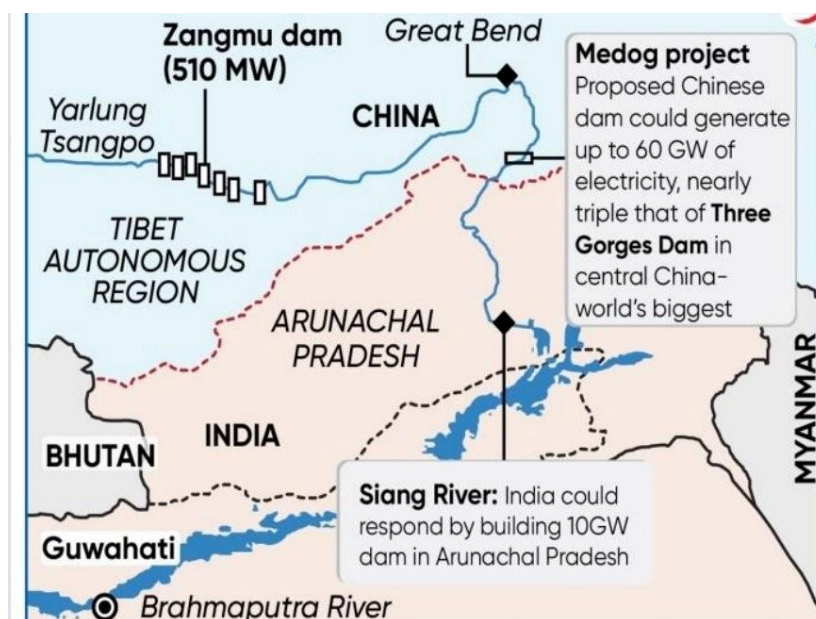 Zangmu dam
(510 MW)
Great Bend
Yarlung
Tsangpo
CHINA
Medog project
Proposed Chinese
dam could generate
up to 60 GW of
electricity, nearly
triple that of Three
Gorges Dam in
central China-
world's biggest
TIBET
AUTONOMOUS
REGION
ARUNACHAL
PRADESH
MYANMAR
BHUTAN
INDIA
Siang River: India could
respond by building 10GW
dam in Arunachal Pradesh
Guwahati
Brahmaputra River